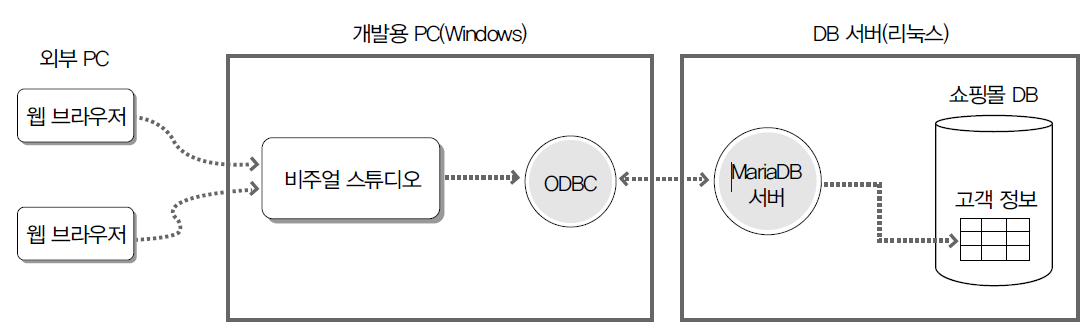 개발용 PC(Windows)
DB 서버(리눅스)
외부 PC
웹 브라우저
웹 브라우저
비주얼 스튜디오
ODBC
MariaDB
서버
쇼핑몰 DB
고객 정보